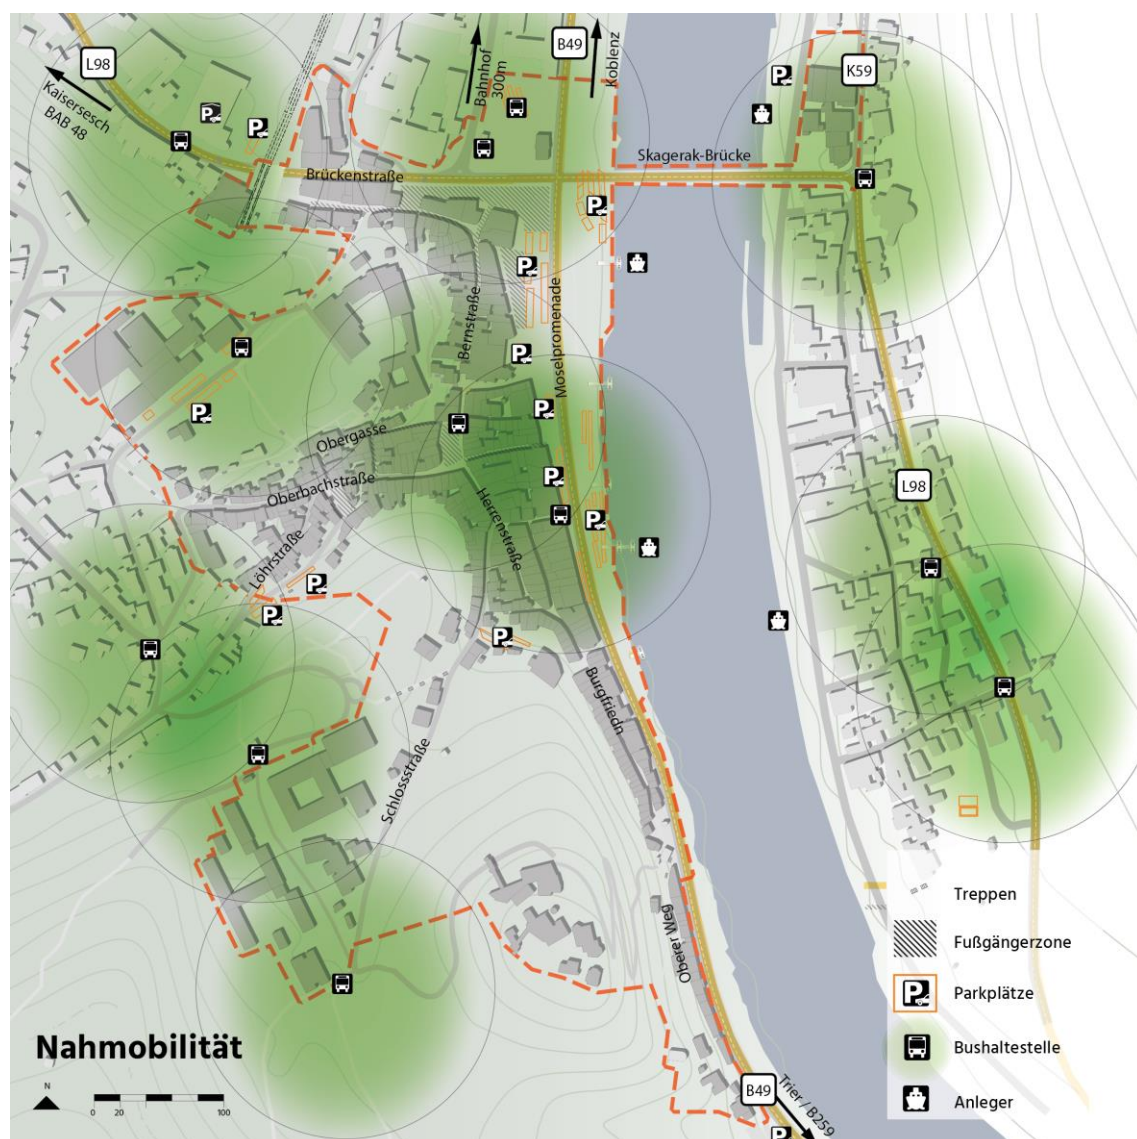 B49
Koblenz
Bahnhof
300m
L98
Kaisersesch
BAB 48
K59
P
P
P
Skagerak-Brücke
Brückenstraße
P
P
Bernstraße
Moselpromenade
P
P
P
Obergasse
Oberbachstraße
Herrenstraße
P
P
L98
Löhrstraße
P
P
P
Burgfriedn
Schlossstraße
Oberer Weg
Treppen
Fußgängerzone
P
Parkplätze
Bushaltestelle
Anleger
Nahmobilität
N
0 20 100
B49
Trier / B259
P